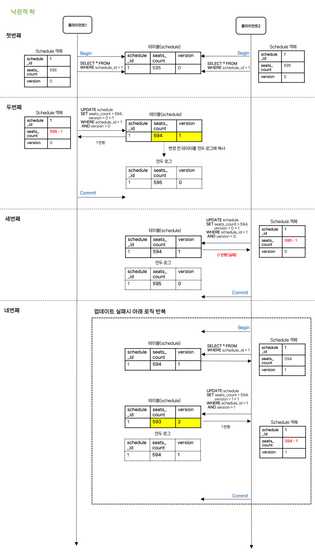 낙관적 락
클라이언트1
클라이언트2
첫번째
Schedule 객체
schedule_id 1
seats_count 595
version 0
Begin
SELECT * FROM
WHERE schedule_id = 1
테이블(schedule)
schedule_id seats_count version
1 595 0
Begin
SELECT * FROM
WHERE schedule_id = 1
Schedule 객체
schedule_id 1
seats_count 595
version 0
두번째
Schedule 객체
schedule_id 1
seats_count 595 - 1
version 0
UPDATE schedule
SET seats_count = 594,
version = 0 + 1
WHERE schedule_id = 1
AND version = 0
1 반환
테이블(schedule)
schedule_id seats_count version
1 594 1
변경 전 데이터를 언두 로그에 복사
언두 로그
schedule_id seats_count version
1 595 0
Commit
세번째
테이블(schedule)
schedule_id seats_count version
1 594 1
언두 로그
schedule_id seats_count version
1 595 0
UPDATE schedule
SET seats_count = 594
version = 0 + 1
WHERE schedule_id = 1
AND version = 0
Schedule 객체
schedule_id 1
seats_count 595 - 1
version 0
Commit
네번째
업데이트 실패시 아래 로직 반복
Begin
SELECT * FROM
WHERE schedule_id = 1
테이블(schedule)
schedule_id seats_count version
1 594 1
Schedule 객체
schedule_id 1
seats_count 594
version 1
테이블(schedule)
schedule_id seats_count version
1 593 2
언두 로그
schedule_id seats_count version
1 594 1
UPDATE schedule
SET seats_count = 593,
version = 1 + 1
WHERE schedule_id = 1
AND version = 1
1 반환
Schedule 객체
schedule_id 1
seats_count 594 - 1
version 1
Commit